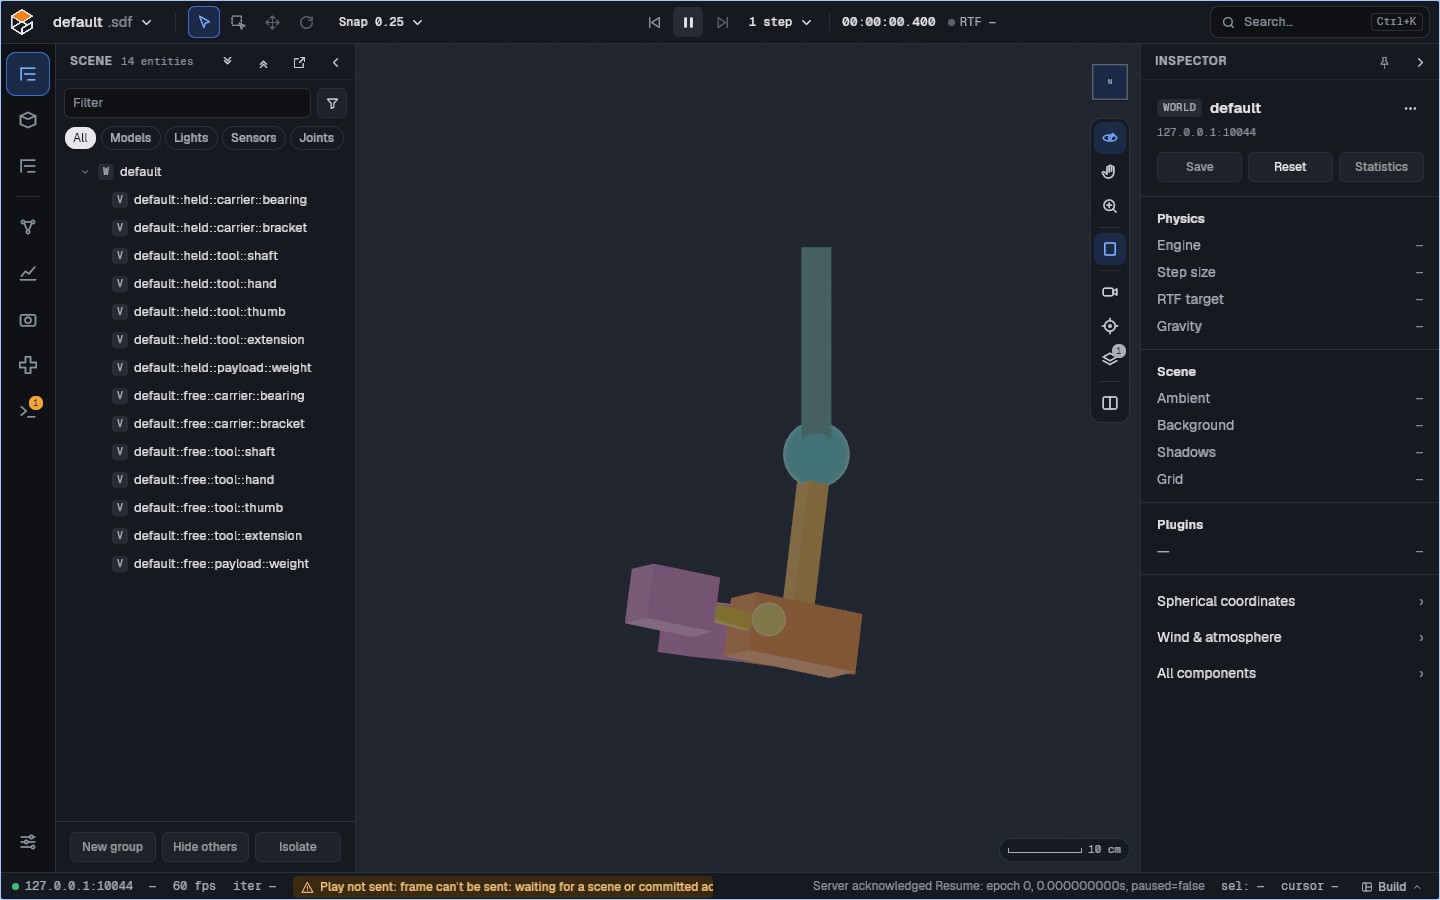 default .sdf
Snap 0.25
1 step
00:00:00.400
RTF –
Search...
Ctrl+K
SCENE 14 entities
Filter
All
Models
Lights
Sensors
Joints
W default
V default::held::carrier::bearing
V default::held::carrier::bracket
V default::held::tool::shaft
V default::held::tool::hand
V default::held::tool::thumb
V default::held::tool::extension
V default::held::payload::weight
V default::free::carrier::bearing
V default::free::carrier::bracket
V default::free::tool::shaft
V default::free::tool::hand
V default::free::tool::thumb
V default::free::tool::extension
V default::free::payload::weight
1
New group
Hide others
Isolate
N
1
10 cm
INSPECTOR
WORLD default
127.0.0.1:10044
Save
Reset
Statistics
Physics
Engine –
Step size –
RTF target –
Gravity –
Scene
Ambient –
Background –
Shadows –
Grid –
Plugins
— –
Spherical coordinates
Wind & atmosphere
All components
127.0.0.1:10044 – 60 fps iter –
Play not sent: frame can't be sent: waiting for a scene or committed ac
Server acknowledged Resume: epoch 0, 0.000000000s, paused=false
sel: – cursor –
Build